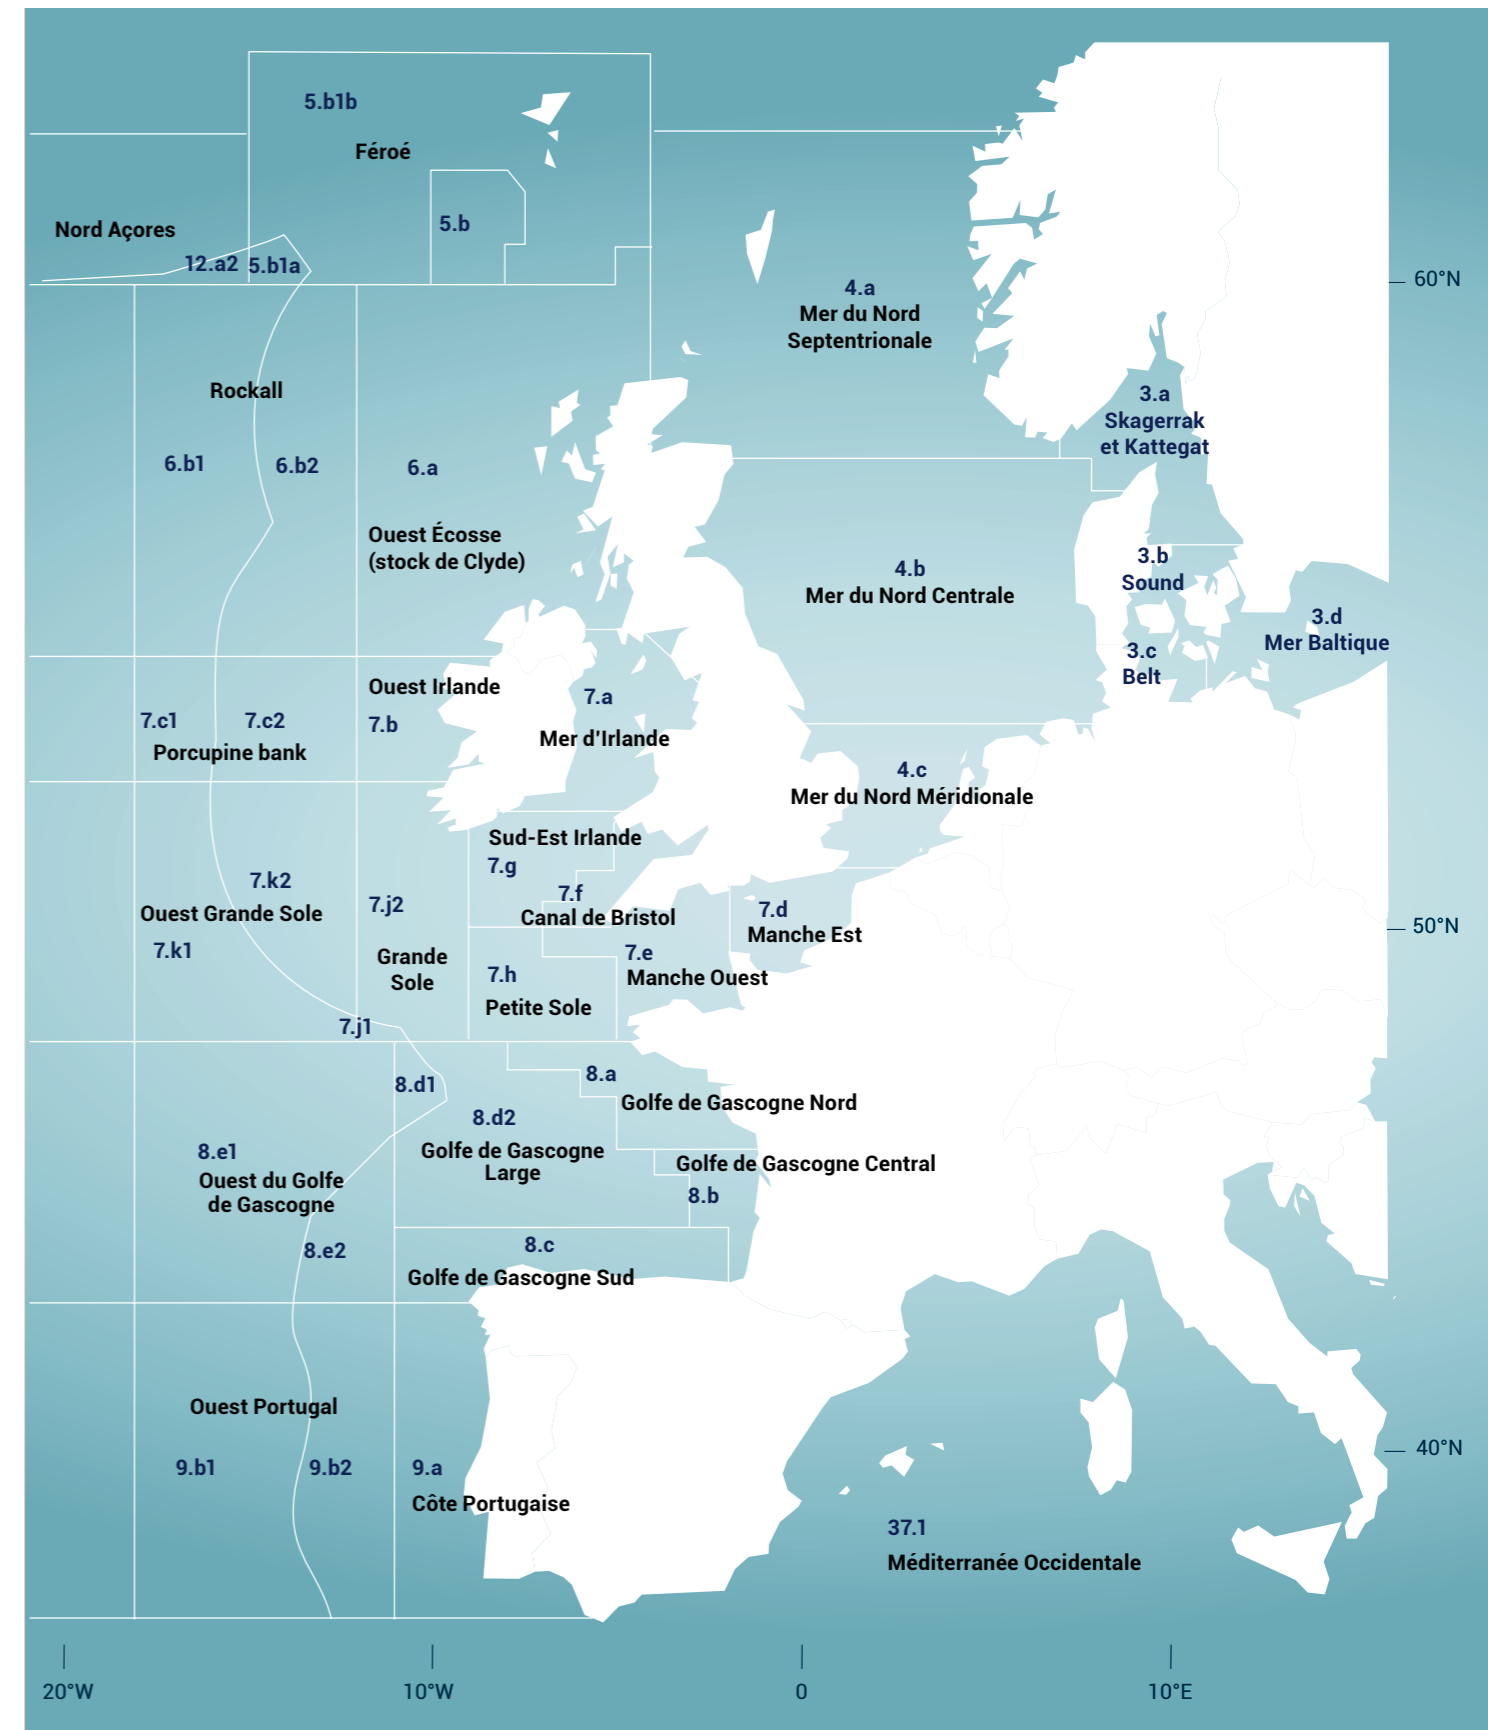 5.b1b
Féroé
5.b
Nord Açores
12.a2
5.b1a
4.a
Mer du Nord
Septentrionale
60°N
Rockall
6.b1
6.b2
6.a
3.a
Skagerrak
et Kattegat
Ouest Écosse
(stock de Clyde)
4.b
Mer du Nord Centrale
3.b
Sound
3.d
Mer Baltique
3.c
Belt
Ouest Irlande
7.b
7.a
Mer d'Irlande
7.c1
7.c2
Porcupine bank
4.c
Mer du Nord Méridionale
Sud-Est Irlande
7.g
7.f
Canal de Bristol
7.k2
Ouest Grande Sole
7.k1
7.j2
Grande
Sole
7.d
Manche Est
50°N
7.e
Manche Ouest
7.h
Petite Sole
7.j1
8.d1
8.a
Golfe de Gascogne Nord
8.d2
Golfe de Gascogne
Large
8.e1
Ouest du Golfe
de Gascogne
Golfe de Gascogne Central
8.b
8.e2
8.c
Golfe de Gascogne Sud
Ouest Portugal
9.b1
9.b2
9.a
Côte Portugaise
40°N
37.1
Méditerranée Occidentale
20°W
10°W
0
10°E